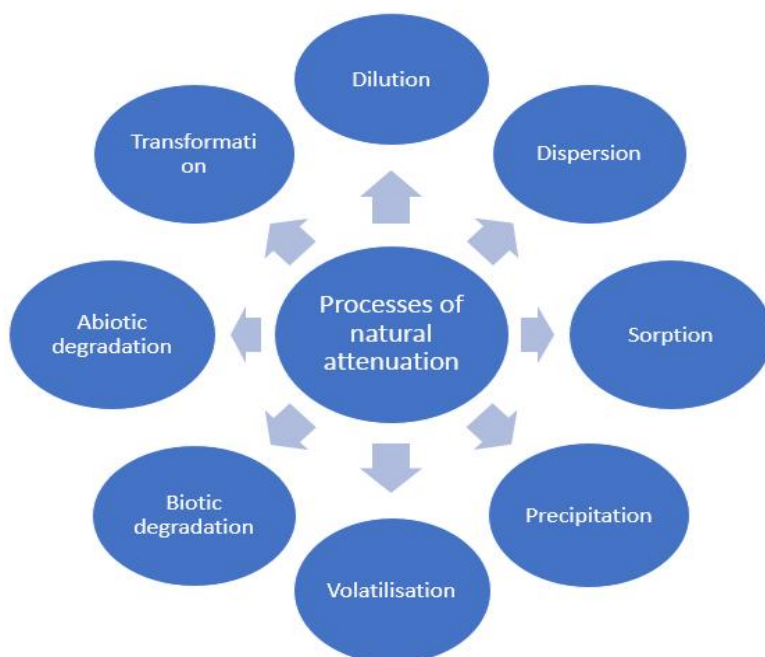 Dilution
Dispersion
Sorption
Precipitation
Volatilisation
Biotic
degradation
Abiotic
degradation
Transformati
on
Processes of
natural
attenuation